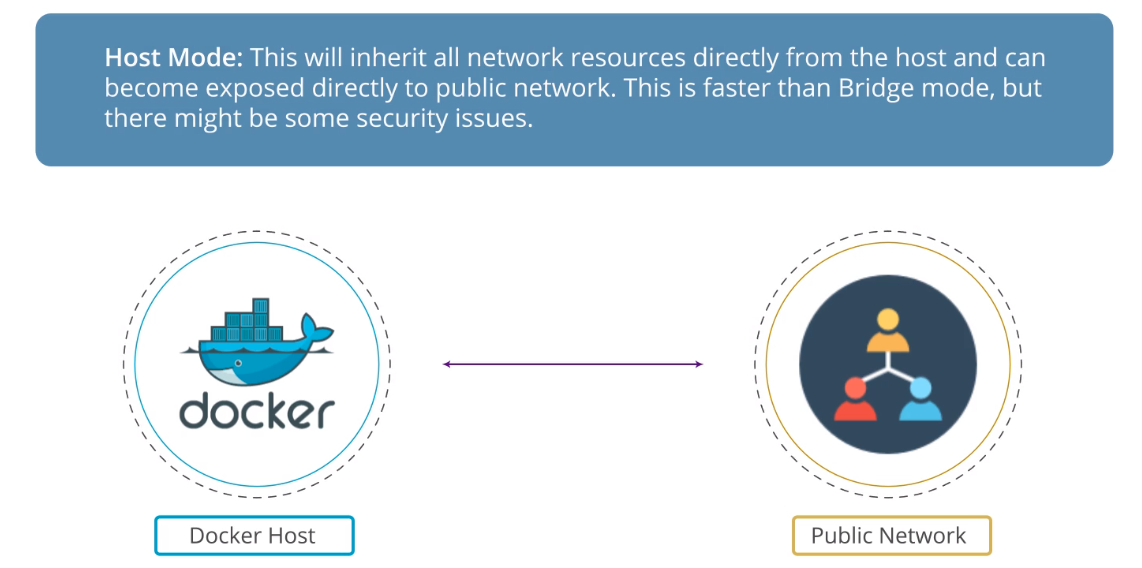 Host Mode: This will inherit all network resources directly from the host and can
become exposed directly to public network. This is faster than Bridge mode, but
there might be some security issues.
docker
Docker Host
Public Network